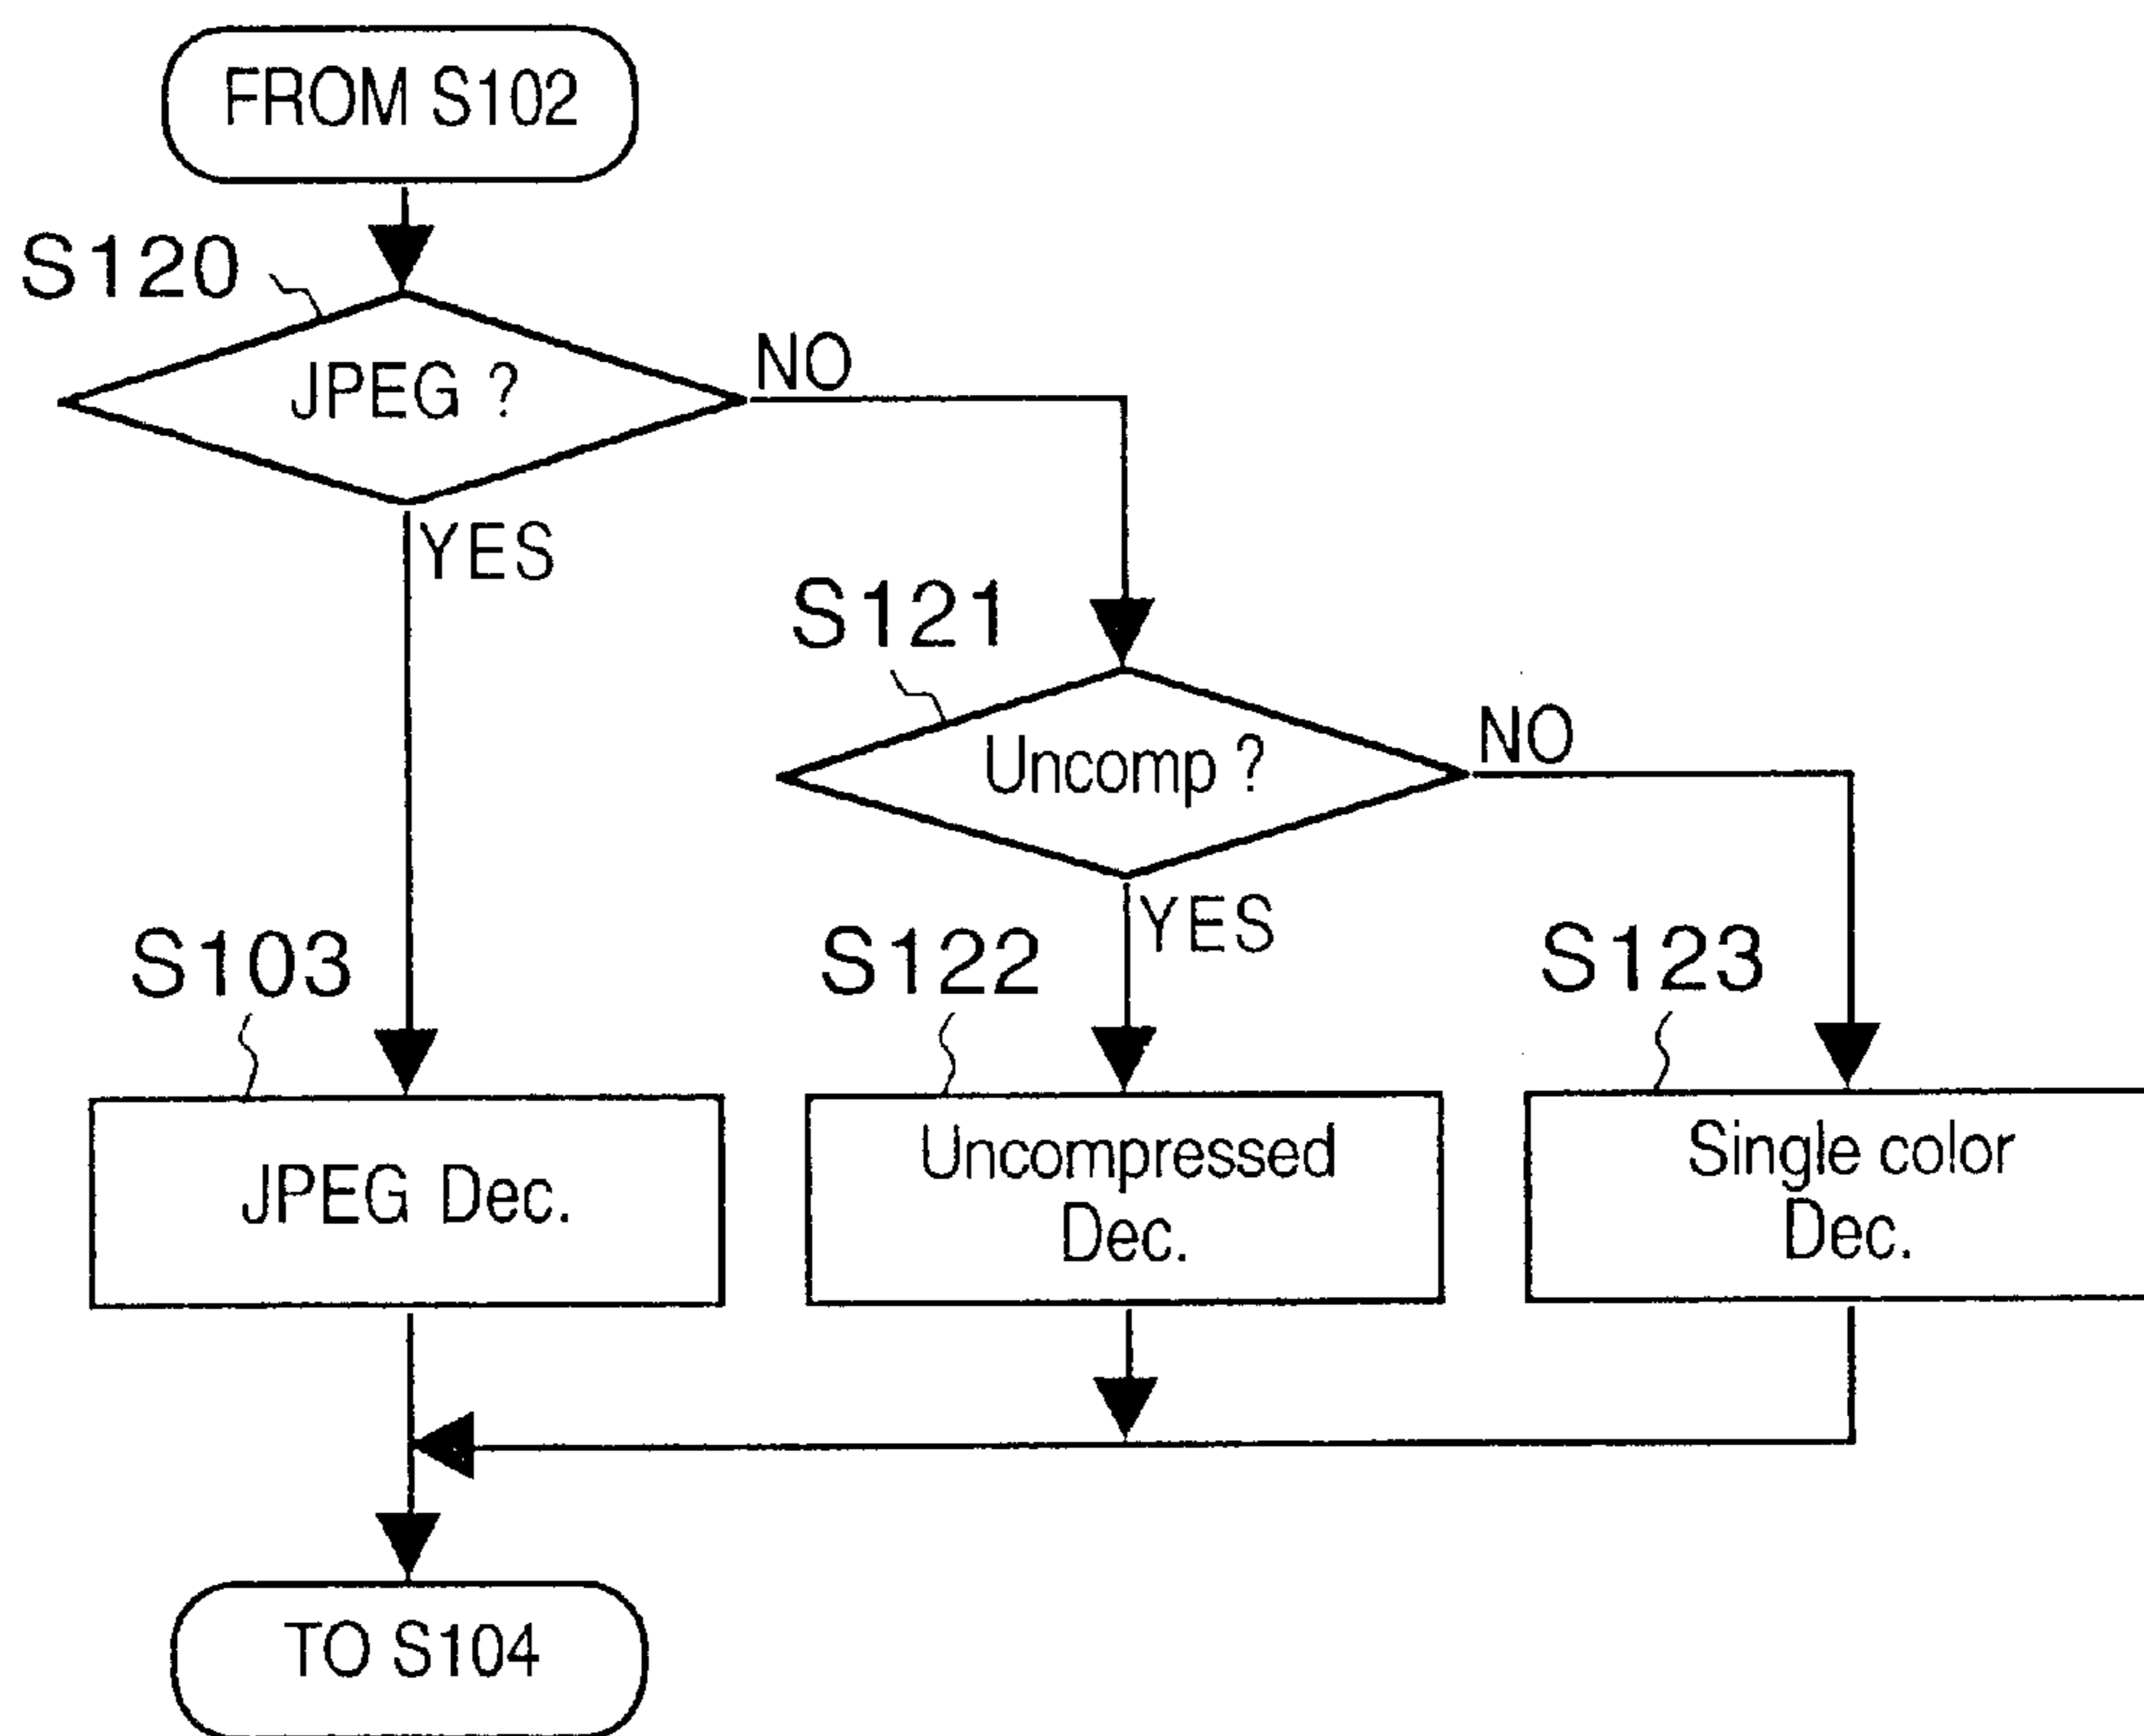 FROM S102
S120
JPEG ?
NO
YES
S121
Uncomp ?
NO
YES
S103
S122
S123
JPEG Dec.
Uncompressed
Dec.
Single color
Dec.
TO S104